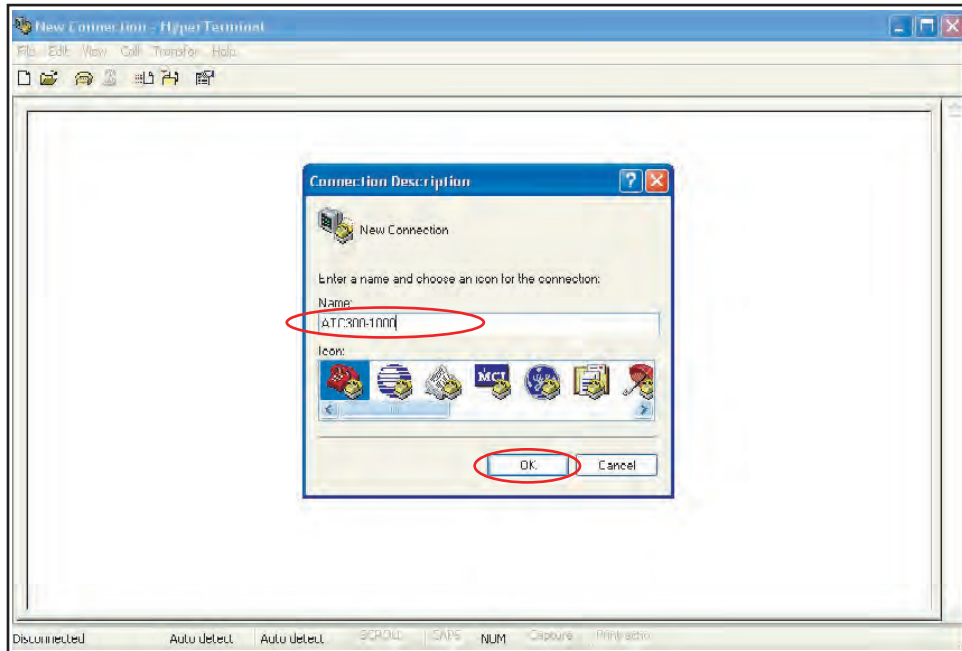 New Connection - HyperTerminal
File Edit View Call Transfer Help
Connection Description
New Connection
Enter a name and choose an icon for the connection:
Name:
ATC300-1000
Icon:
MCI
OK
Cancel
Disconnected Auto detect Auto detect SCROLL CAPS NUM Capture Print echo